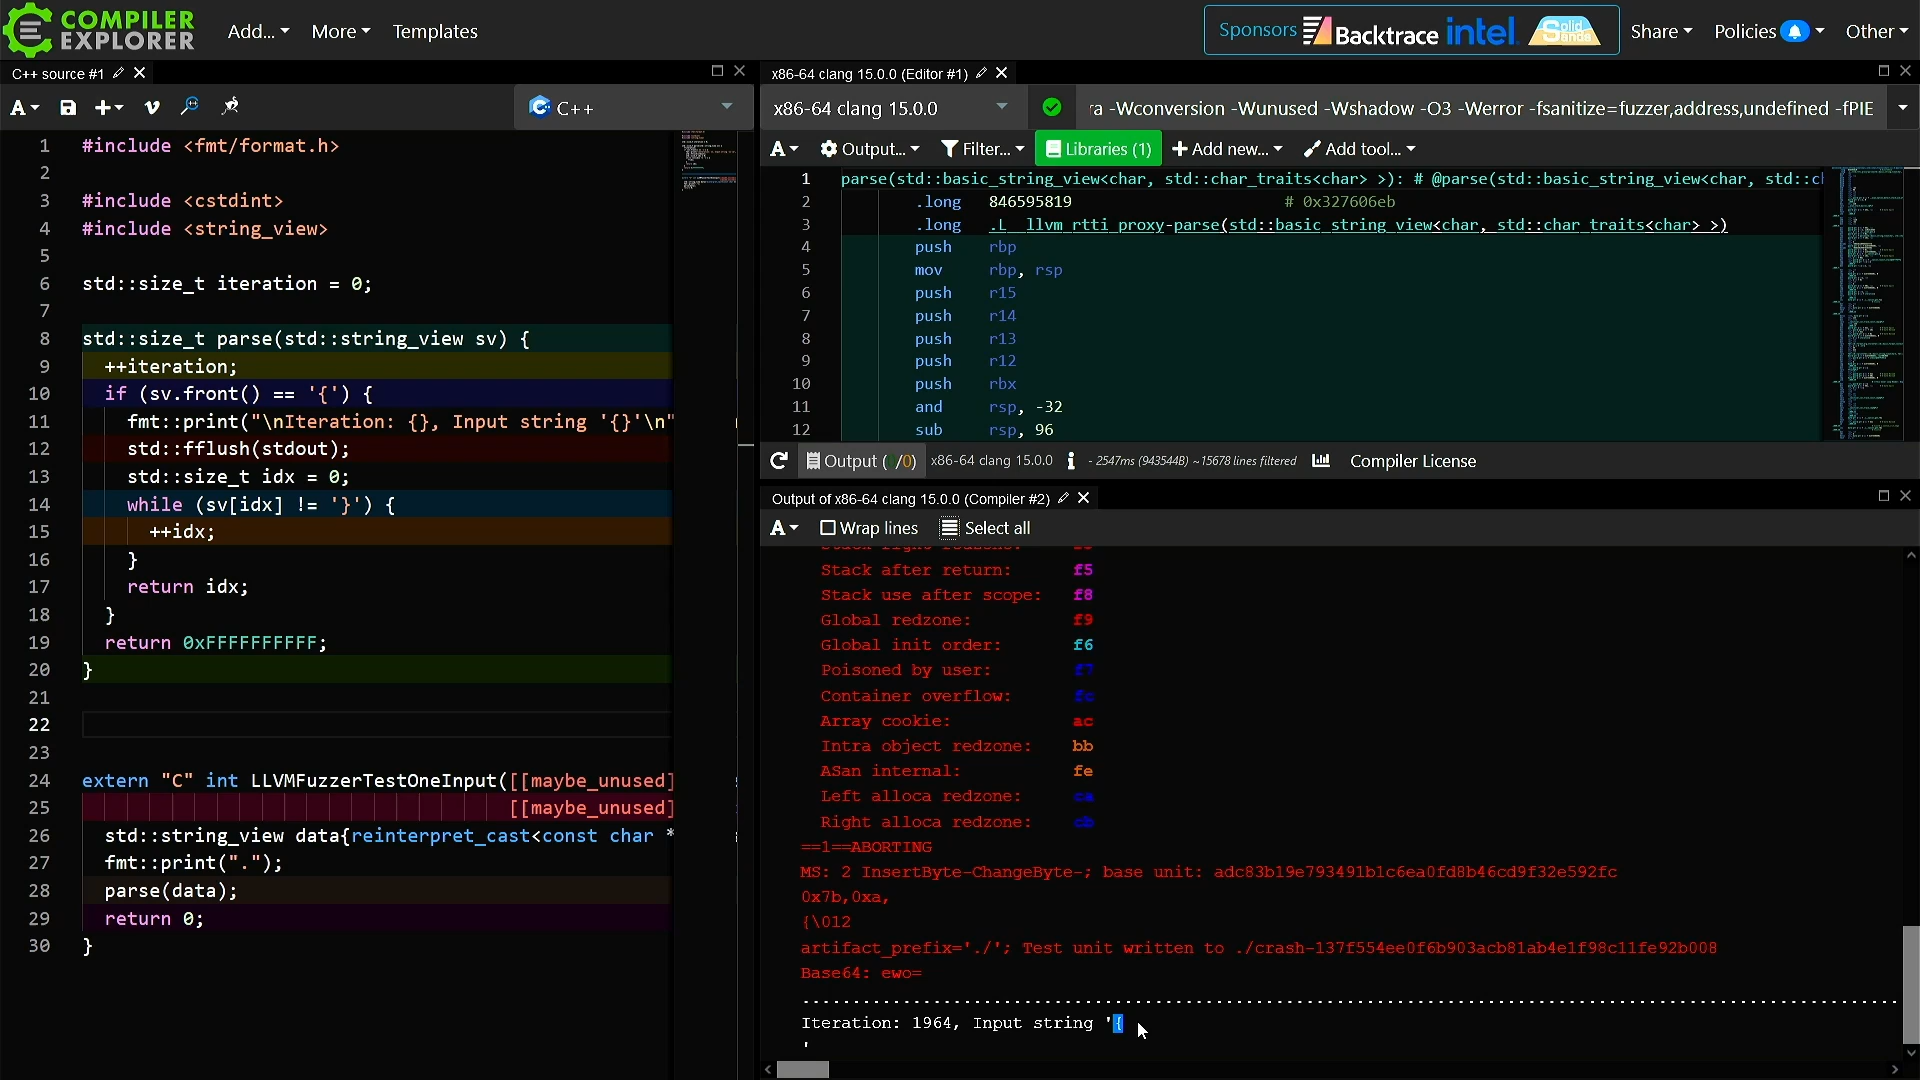 COMPILER
EXPLORER
Add...
More
Templates
Sponsors
Backtrace
intel.
Solid
Sands
Share
Policies
Other
C++ source #1
A
C++
1 #include <fmt/format.h>
2
3 #include <cstdint>
4 #include <string_view>
5
6 std::size_t iteration = 0;
7
8 std::size_t parse(std::string_view sv) {
9 ++iteration;
10 if (sv.front() == '{') {
11 fmt::print("\nIteration: {}, Input string '{}'\n"
12 std::fflush(stdout);
13 std::size_t idx = 0;
14 while (sv[idx] != '}') {
15 ++idx;
16 }
17 return idx;
18 }
19 return 0xFFFFFFFFFF;
20 }
21
22
23
24 extern "C" int LLVMFuzzerTestOneInput([[maybe_unused]
25 [[maybe_unused]
26 std::string_view data{reinterpret_cast<const char *
27 fmt::print(".");
28 parse(data);
29 return 0;
30 }
x86-64 clang 15.0.0 (Editor #1)
x86-64 clang 15.0.0
ra -Wconversion -Wunused -Wshadow -O3 -Werror -fsanitize=fuzzer,address,undefined -fPIE
A
Output...
Filter...
Libraries (1)
Add new...
Add tool...
1 parse(std::basic_string_view<char, std::char_traits<char> >): # @parse(std::basic_string_view<char, std::c
2 .long 846595819 # 0x327606eb
3 .long .L__llvm_rtti_proxy-parse(std::basic_string_view<char, std::char_traits<char> >)
4 push rbp
5 mov rbp, rsp
6 push r15
7 push r14
8 push r13
9 push r12
10 push rbx
11 and rsp, -32
12 sub rsp, 96
Output (0/0) x86-64 clang 15.0.0 i - 2547ms (943544B) ~15678 lines filtered Compiler License
Output of x86-64 clang 15.0.0 (Compiler #2)
A
Wrap lines
Select all
Stack right redzone:
Stack after return: f5
Stack use after scope: f8
Global redzone: f9
Global init order: f6
Poisoned by user: f7
Container overflow: fc
Array cookie: ac
Intra object redzone: bb
ASan internal: fe
Left alloca redzone: ca
Right alloca redzone: cb
==1==ABORTING
MS: 2 InsertByte-ChangeByte-; base unit: adc83b19e793491b1c6ea0fd8b46cd9f32e592fc
0x7b,0xa,
{\012
artifact_prefix='./'; Test unit written to ./crash-137f554ee0f6b903acb81ab4e1f98c11fe92b008
Base64: ewo=
Iteration: 1964, Input string '{
'